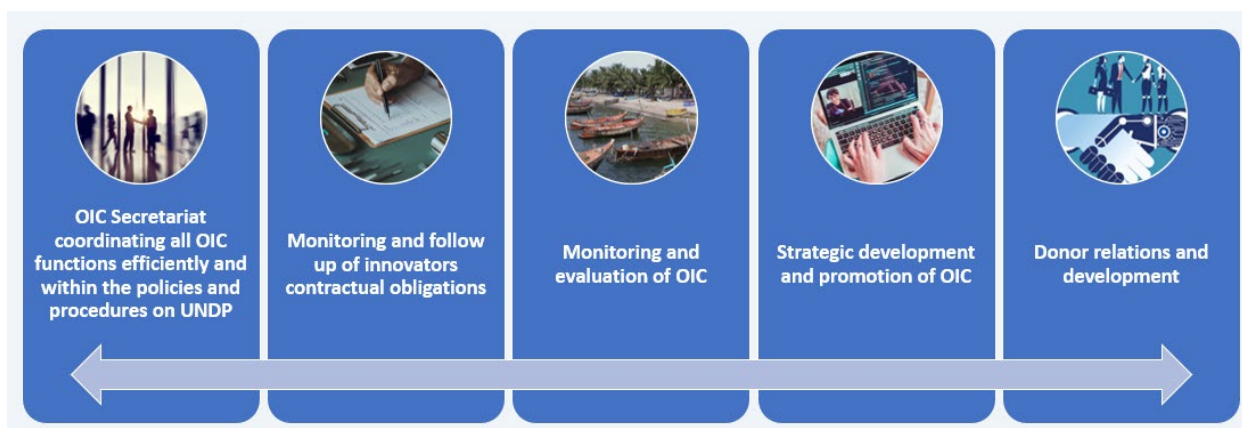 OIC Secretariat
coordinating all OIC
functions efficiently and
within the policies and
procedures on UNDP
Monitoring and follow
up of innovators
contractual obligations
Monitoring and
evaluation of OIC
Strategic development
and promotion of OIC
Donor relations and
development